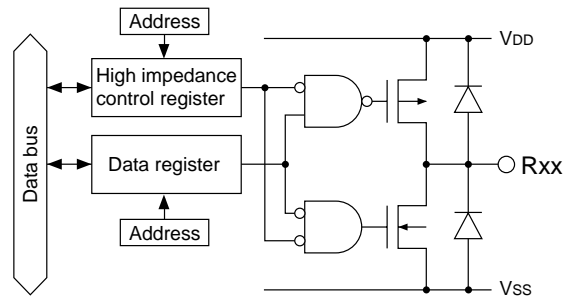 Address
VDD
High impedance
control register
Data bus
Data register
Rxx
Address
VSS